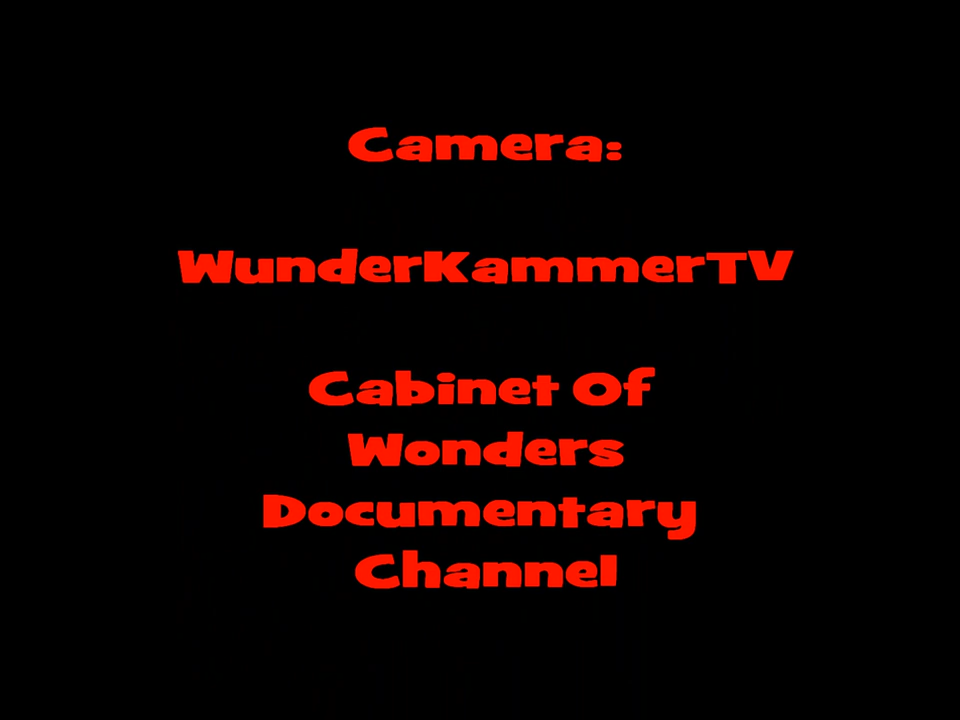 Camera:
WunderKammerTV
Cabinet Of
Wonders
Documentary
Channel